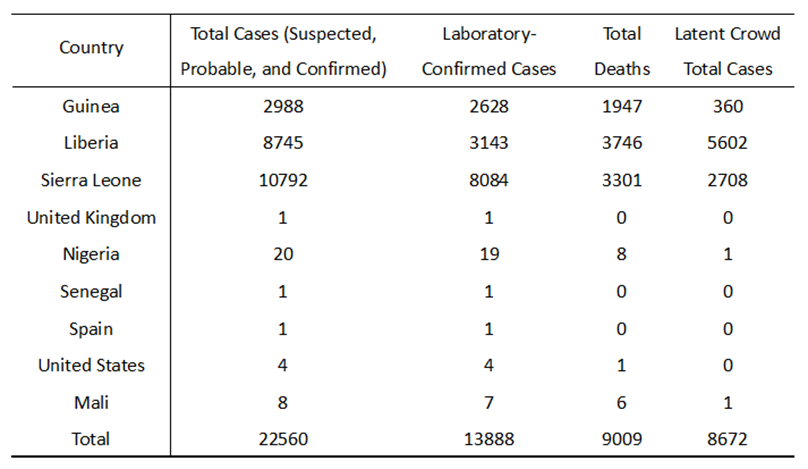 Country Total Cases (Suspected, Probable, and Confirmed) Laboratory-Confirmed Cases Total Deaths Latent Crowd Total Cases
Guinea 2988 2628 1947 360
Liberia 8745 3143 3746 5602
Sierra Leone 10792 8084 3301 2708
United Kingdom 1 1 0 0
Nigeria 20 19 8 1
Senegal 1 1 0 0
Spain 1 1 0 0
United States 4 4 1 0
Mali 8 7 6 1
Total 22560 13888 9009 8672